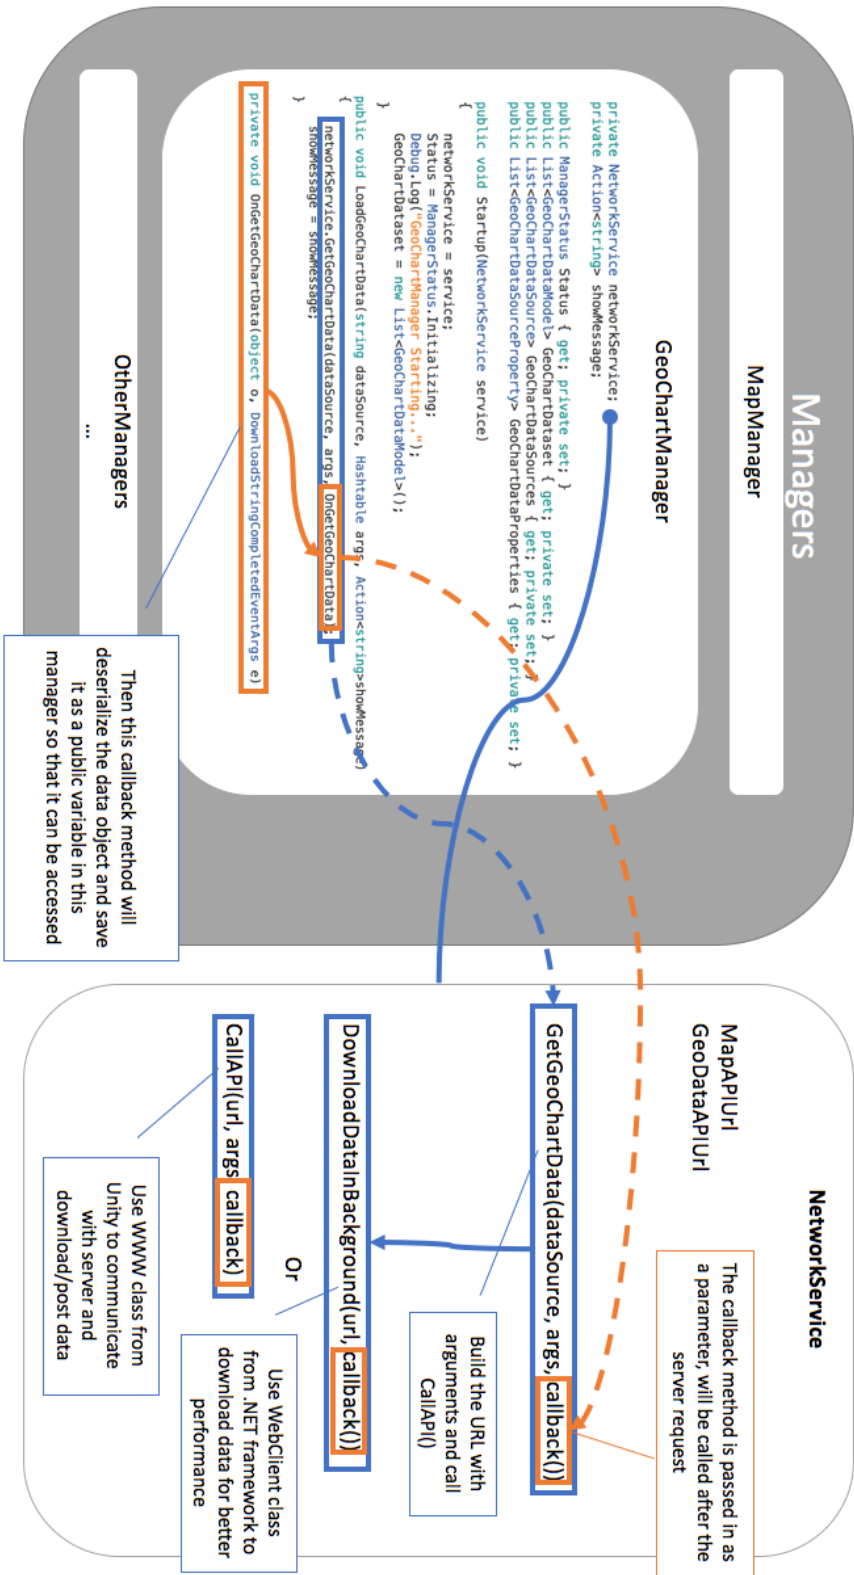 Managers
MapManager
GeoChartManager
private NetworkService networkService;
private Action<string> showMessage;
public ManagerStatus Status { get; private set; }
public List<GeoChartDataModel> GeoChartDataset { get; private set; }
public List<GeoChartDataSource> GeoChartDataSources { get; private set; }
public List<GeoChartDataSourceProperty> GeoChartDataProperties { get; private set; }
public void Startup(NetworkService service)
{
networkService = service;
Status = ManagerStatus.Initializing;
Debug.Log("GeoChartManager Starting...");
GeoChartDataset = new List<GeoChartDataModel>();
}
public void LoadGeoChartData(string dataSource, Hashtable args, Action<string>showMessage)
{
networkService.GetGeoChartData(dataSource, args, OnGetGeoChartData);
showMessage = showMessage;
}
private void OnGetGeoChartData(object o, DownloadStringCompletedEventArgs e)
OtherManagers
...
Then this callback method will
deserialize the data object and save
it as a public variable in this
manager so that it can be accessed
NetworkService
MapAPIUrl
GeoDataAPIUrl
The callback method is passed in as
a parameter, will be called after the
server request
GetGeoChartData(dataSource, args, callback())
Build the URL with
arguments and call
CallAPI()
DownloadDataInBackground(url, callback())
Or
Use WebClient class
from .NET framework to
download data for better
performance
CallAPI(url, args callback)
Use WWW class from
Unity to communicate
with server and
download/post data